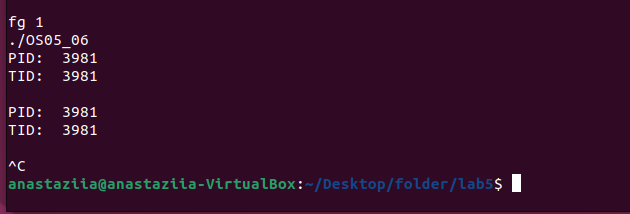 fg 1
./OS05_06
PID:  3981
TID:  3981
PID:  3981
TID:  3981
^C
anastaziia@anastaziia-VirtualBox:~/Desktop/folder/lab5$